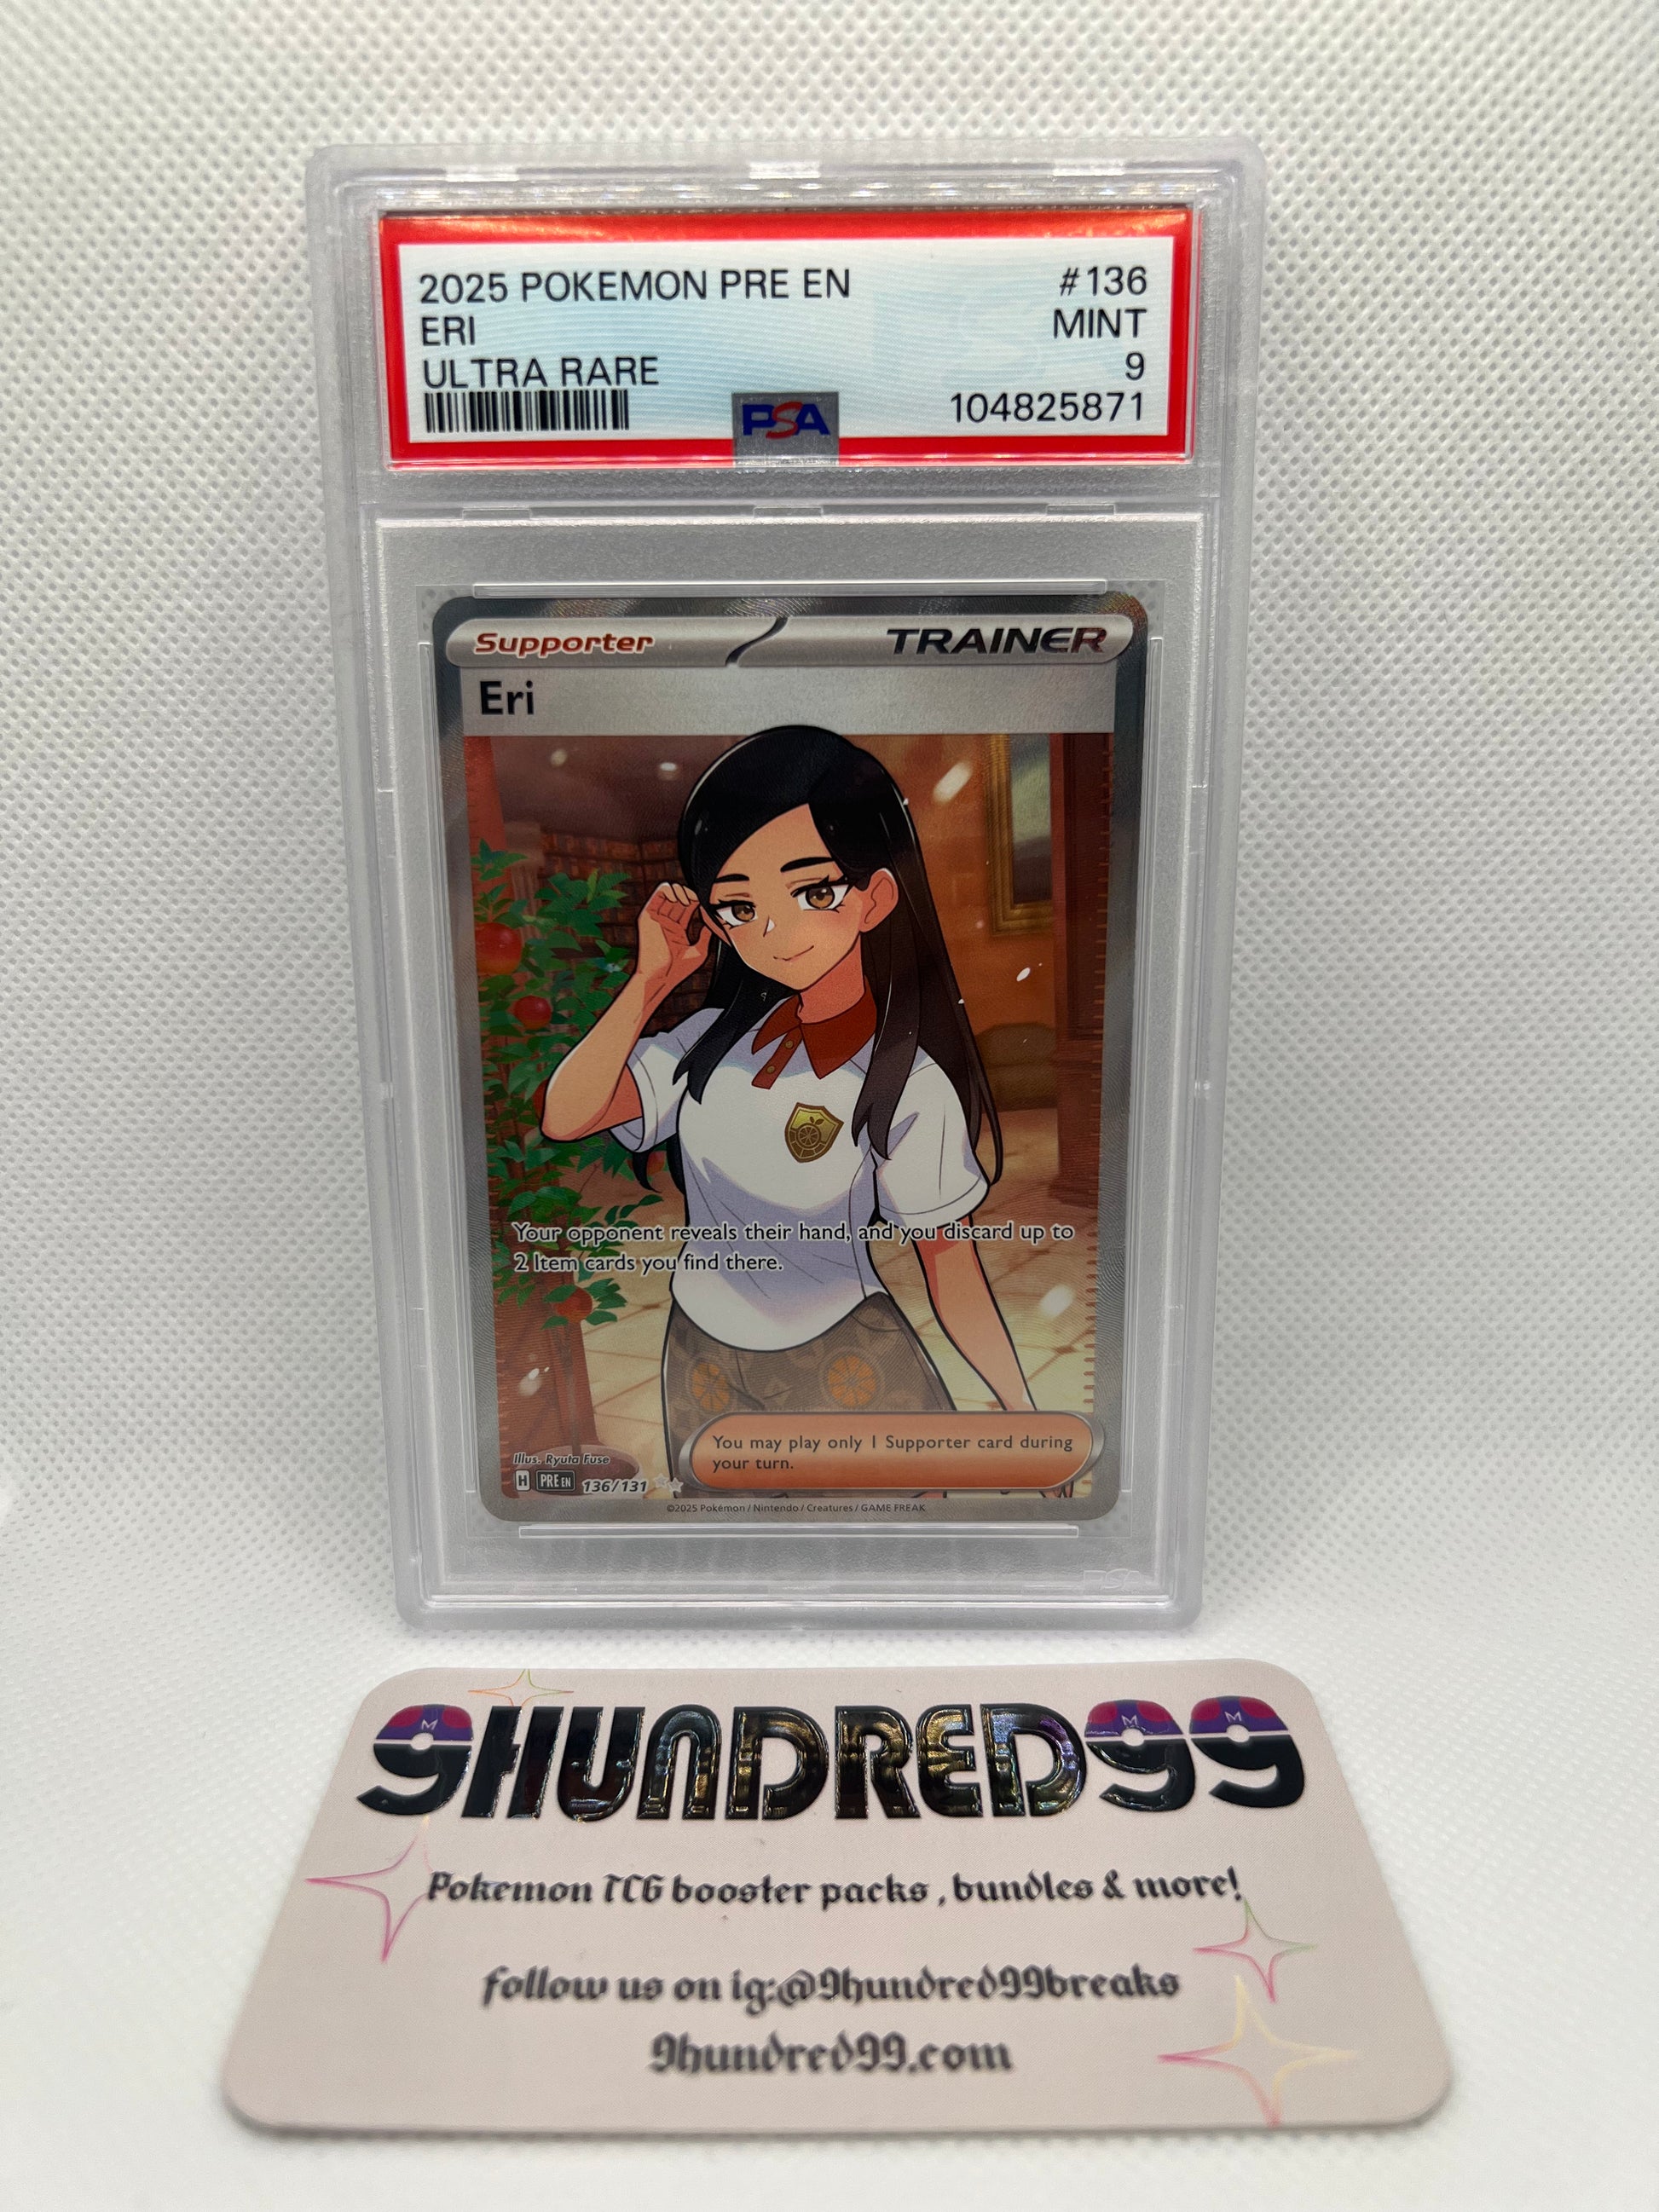 2025 POKEMON PRE EN #136
ERI MINT
ULTRA RARE 9
PSA 104825871
Supporter TRAINER
Eri
Your opponent reveals their hand, and you discard up to
2 Item cards you find there.
You may play only 1 Supporter card during
your turn.
Illus. Ryuta Fuse
H PRE EN 136/131
©2025 Pokémon / Nintendo / Creatures / GAME FREAK
PSA
9HUNDRED99
Pokemon TCG booster packs , bundles & more!
follow us on ig:@9hundred99breaks
9hundred99.com